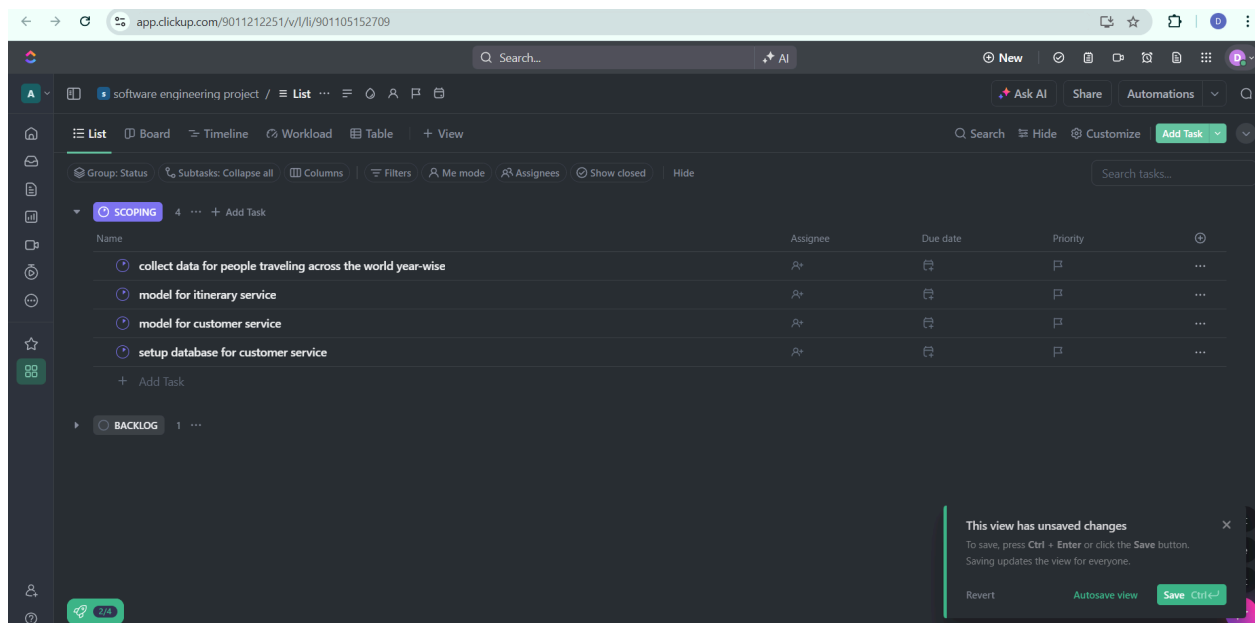 app.clickup.com/9011212251/v/l/li/901105152709
D
Search... AI
New
D
A
s software engineering project / List ...
Ask AI Share Automations
List Board Timeline Workload Table + View
Search Hide Customize Add Task
Group: Status Subtasks: Collapse all Columns Filters Me mode Assignees Show closed Hide
Search tasks...
SCOPING 4 ... + Add Task
Name Assignee Due date Priority
collect data for people traveling across the world year-wise
model for itinerary service
model for customer service
setup database for customer service
+ Add Task
BACKLOG 1 ...
This view has unsaved changes
To save, press Ctrl + Enter or click the Save button.
Saving updates the view for everyone.
Revert Autosave view Save Ctrl↵
2/4